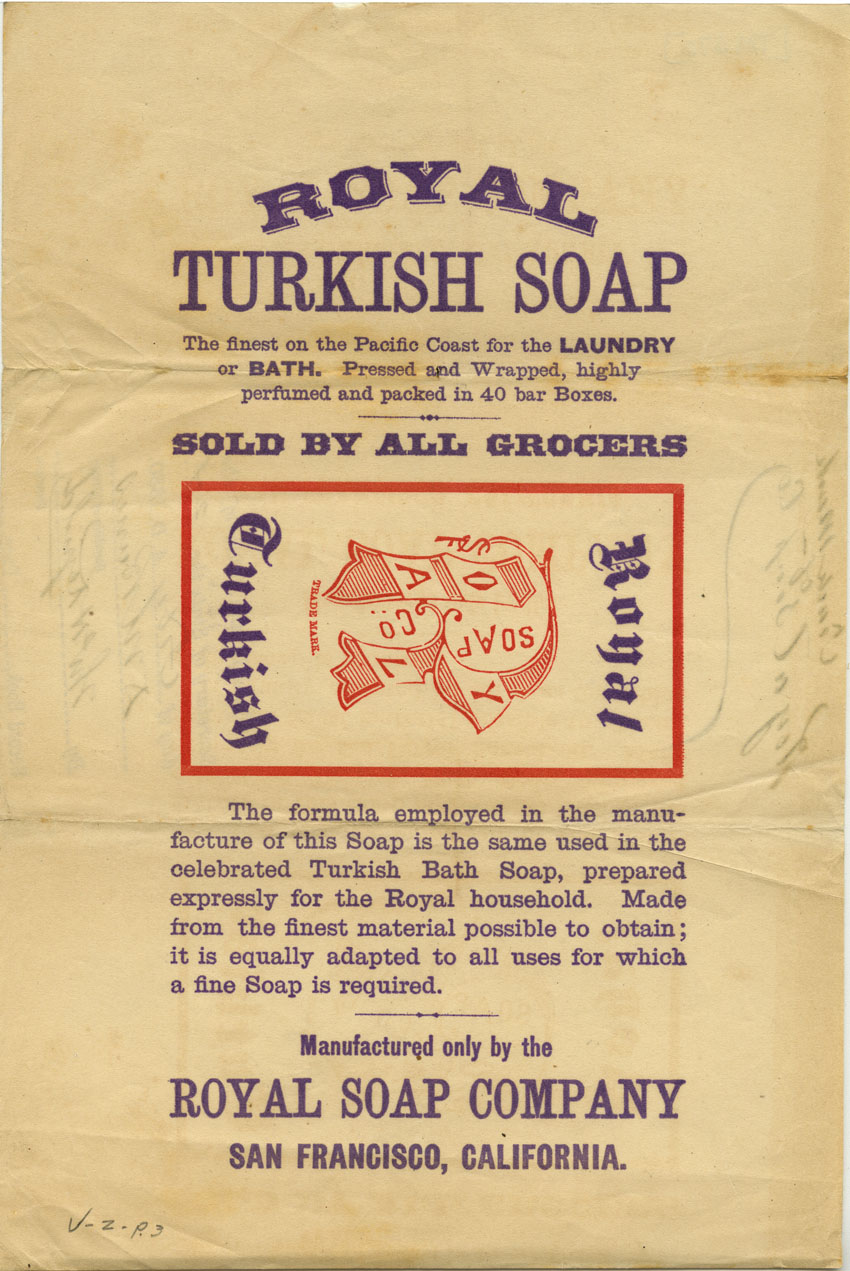 ROYAL
TURKISH SOAP
The finest on the Pacific Coast for the LAUNDRY
or BATH. Pressed and Wrapped, highly
perfumed and packed in 40 bar Boxes.
SOLD BY ALL GROCERS
Royal
ROYAL
SOAP
Co.
TRADE MARK.
Turkish
The formula employed in the manu-
facture of this Soap is the same used in the
celebrated Turkish Bath Soap, prepared
expressly for the Royal household. Made
from the finest material possible to obtain;
it is equally adapted to all uses for which
a fine Soap is required.
Manufactured only by the
ROYAL SOAP COMPANY
SAN FRANCISCO, CALIFORNIA.
V-2-P.3